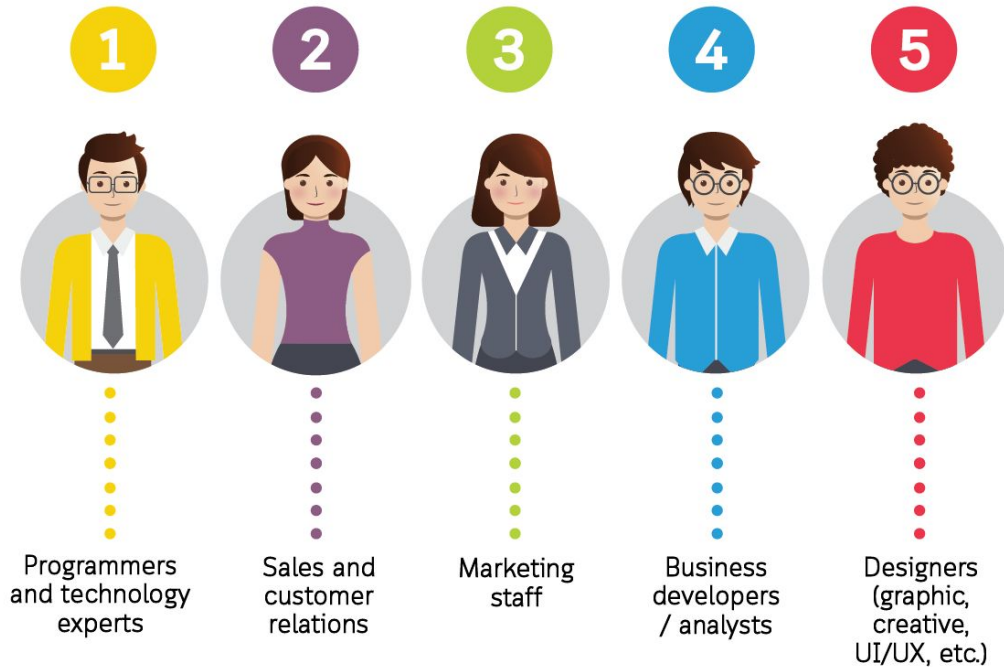 1
2
3
4
5
Programmers
and technology
experts
Sales and
customer
relations
Marketing
staff
Business
developers
/ analysts
Designers
(graphic,
creative,
UI/UX, etc.)